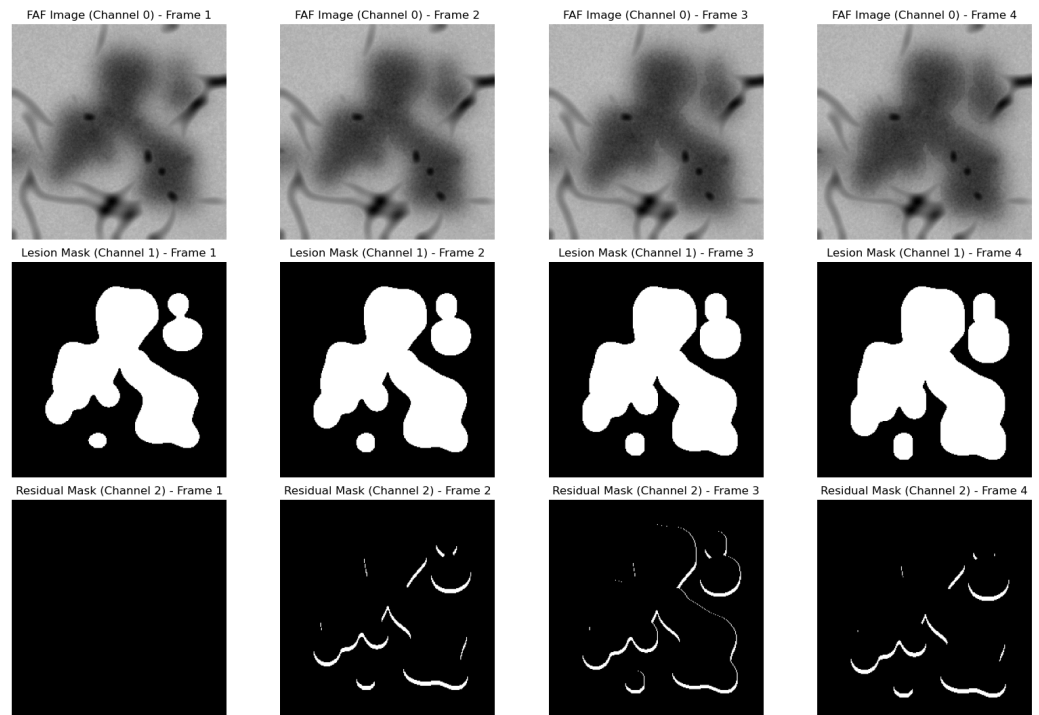 FAF Image (Channel 0) - Frame 1
FAF Image (Channel 0) - Frame 2
FAF Image (Channel 0) - Frame 3
FAF Image (Channel 0) - Frame 4
Lesion Mask (Channel 1) - Frame 1
Lesion Mask (Channel 1) - Frame 2
Lesion Mask (Channel 1) - Frame 3
Lesion Mask (Channel 1) - Frame 4
Residual Mask (Channel 2) - Frame 1
Residual Mask (Channel 2) - Frame 2
Residual Mask (Channel 2) - Frame 3
Residual Mask (Channel 2) - Frame 4